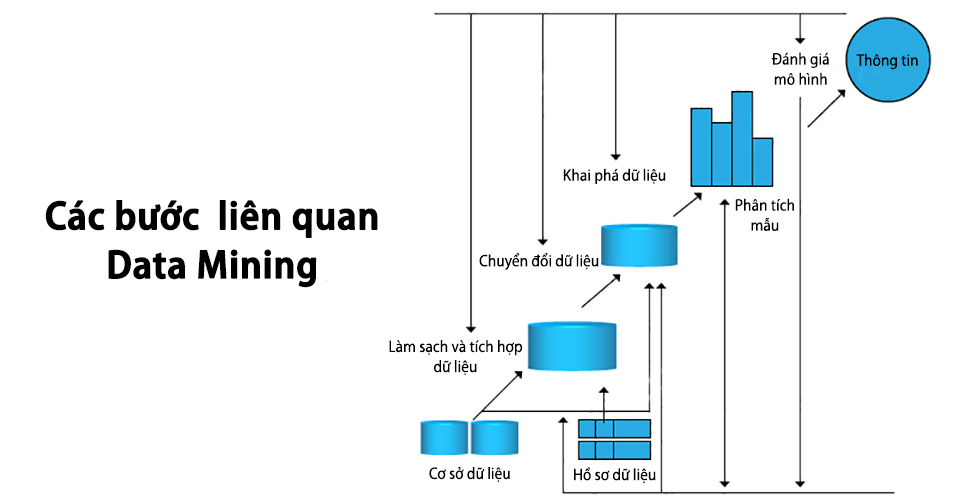 Các bước liên quan
Data Mining
Đánh giá
mô hình
Thông tin
Khai phá dữ liệu
Phân tích
mẫu
Chuyển đổi dữ liệu
Làm sạch và tích hợp
dữ liệu
Cơ sở dữ liệu
Hồ sơ dữ liệu